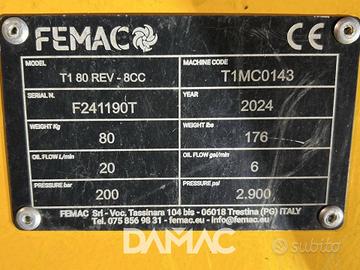 FEMAC CE
MODEL MACHINE CODE
T1 80 REV - 8CC T1MC0143
SERIAL N. YEAR
F241190T 2024
WEIGHT Kg WEIGHT lbs
80 176
OIL FLOW L/min OIL FLOW gal/min
20 6
PRESSURE bar PRESSURE psi
200 2.900
FEMAC Srl - Voc. Tassinara 104 bis - 06018 Trestina (PG) ITALY
Tel. 075 856 98 31 - femac.eu - info@femac.eu
DAMAC
subito